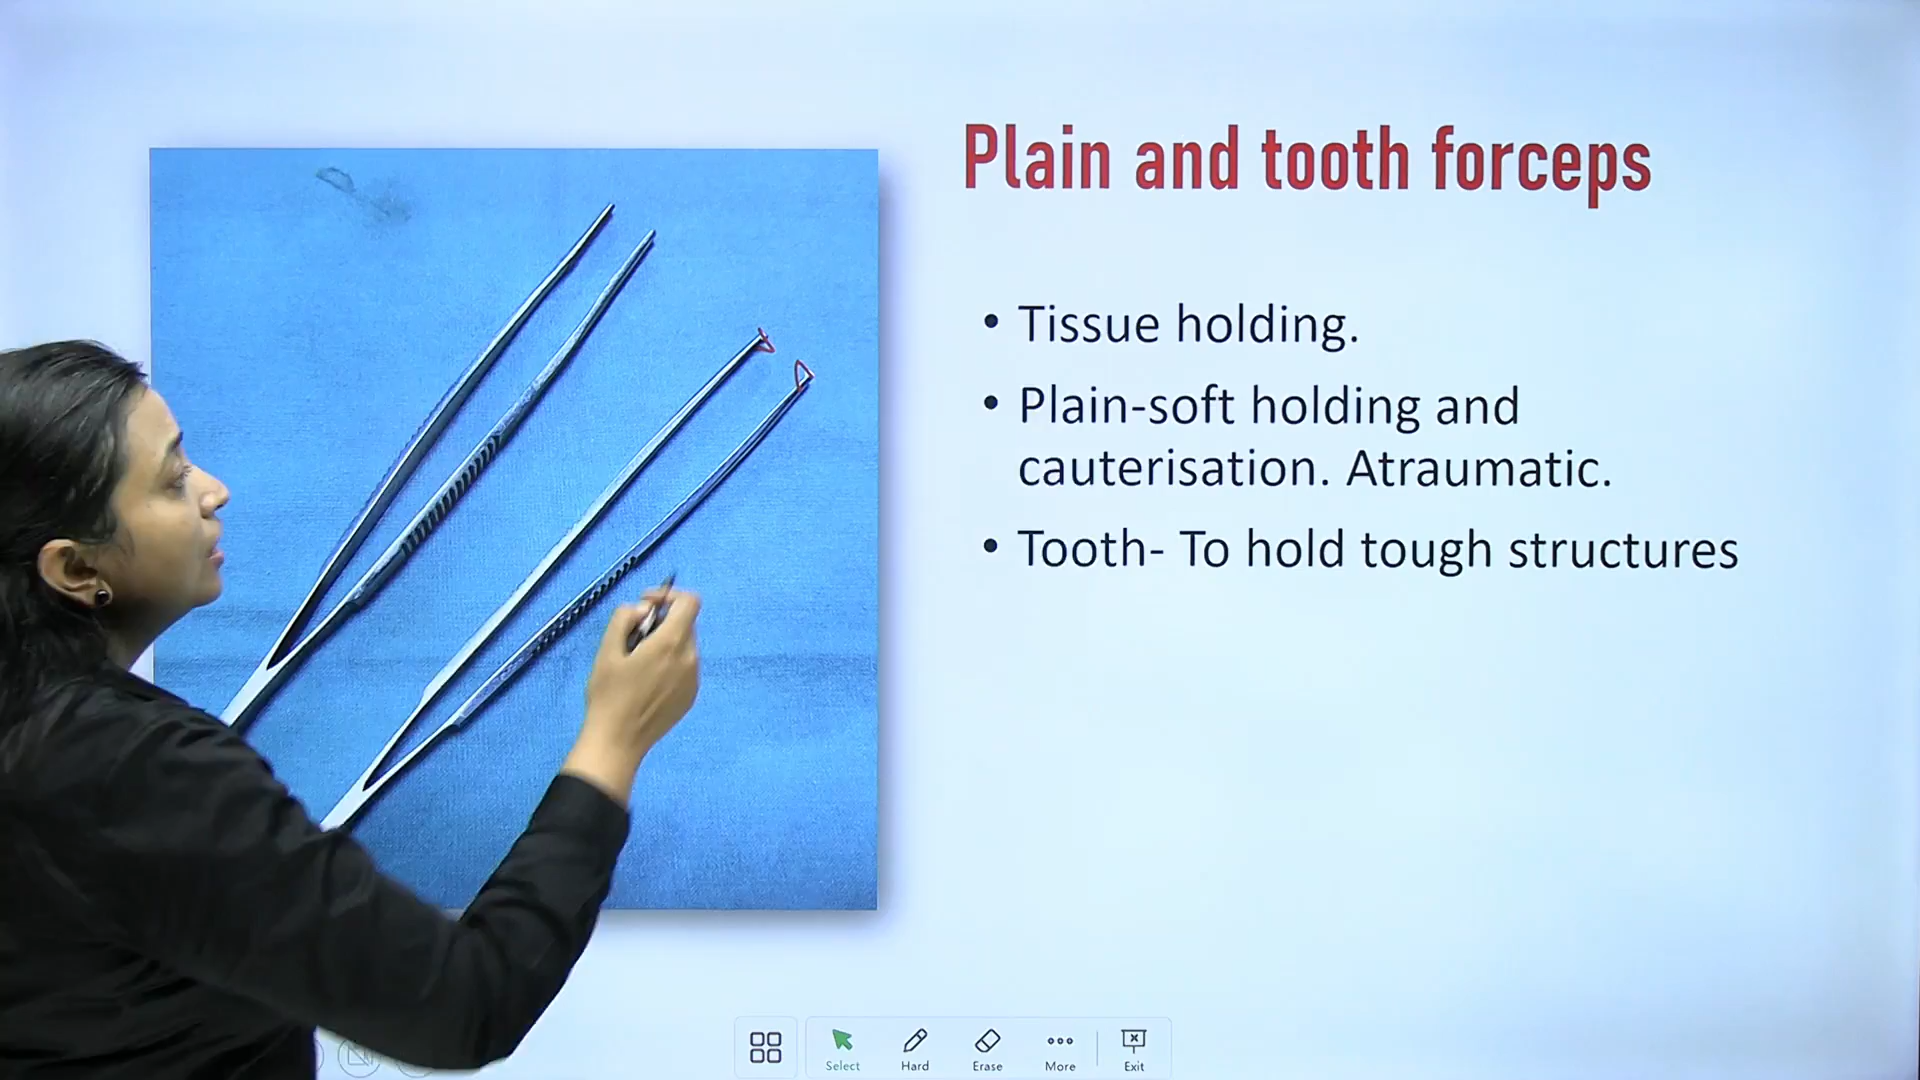 Plain and tooth forceps
• Tissue holding.
• Plain-soft holding and
cauterisation. Atraumatic.
• Tooth- To hold tough structures
Select
Hard
Erase
More
Exit